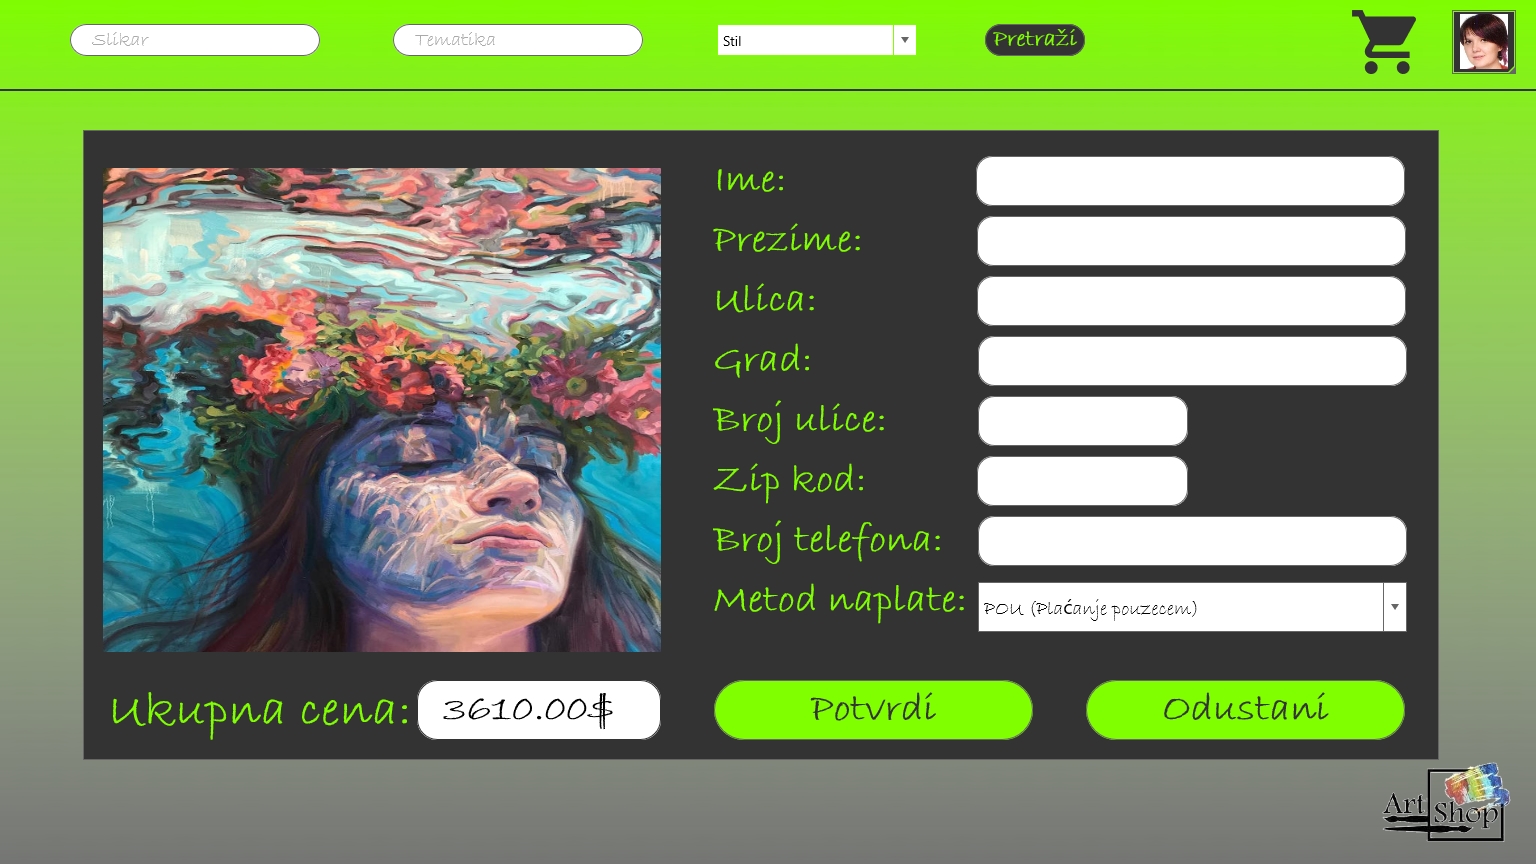 Slikar
Tematika
Stil
Pretraži
Ime:
Prezime:
Ulica:
Grad:
Broj ulice:
Zip kod:
Broj telefona:
Metod naplate:
POU (Plaćanje pouzecem)
Ukupna cena:
3610.00$
Potvrdi
Odustani
Art
Shop